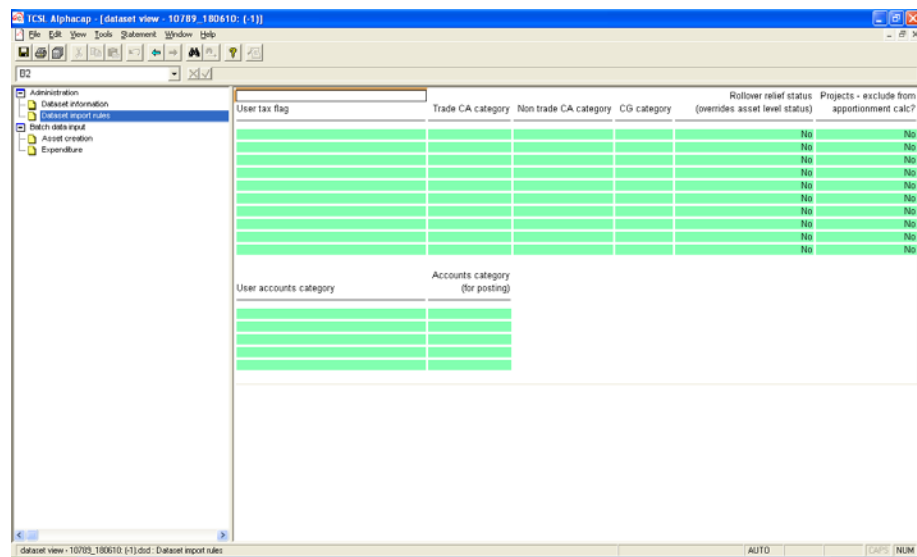 TCSL Alphacap - [dataset view - 10789_180610: (-1)]
File Edit View Tools Statement Window Help
B2
Administration
Dataset information
Dataset import rules
Batch data input
Asset creation
Expenditure
Rollover relief status Projects - exclude from
User tax flag Trade CA category Non trade CA category CG category (overrides asset level status) apportionment calc?
No No
No No
No No
No No
No No
No No
No No
No No
No No
No No
Accounts category
User accounts category (for posting)
dataset view - 10789_180610: (-1).dsd : Dataset import rules AUTO CAPS NUM